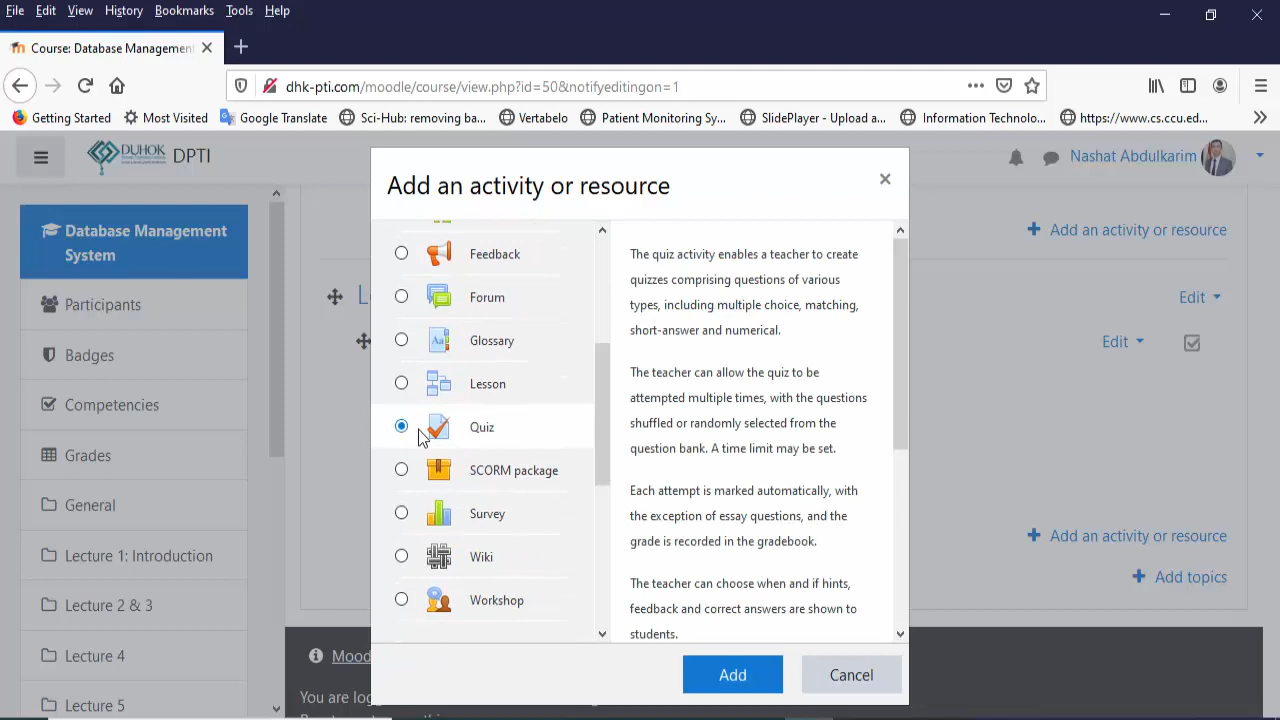 File Edit View History Bookmarks Tools Help
Course: Database Management
dhk-pti.com/moodle/course/view.php?id=50&notifyeditingon=1
Getting Started Most Visited Google Translate Sci-Hub: removing ba... Vertabelo Patient Monitoring Sy... SlidePlayer - Upload a... Information Technolo... https://www.cs.ccu.ed...
DUHOK DPTI
Nashat Abdulkarim
Database Management
System
Participants
Badges
Competencies
Grades
General
Lecture 1: Introduction
Lecture 2 & 3
Lecture 4
Lecture 5
Add an activity or resource
Feedback
Forum
Aa
Glossary
Lesson
Quiz
SCORM package
Survey
Wiki
Workshop
The quiz activity enables a teacher to create
quizzes comprising questions of various
types, including multiple choice, matching,
short-answer and numerical.
The teacher can allow the quiz to be
attempted multiple times, with the questions
shuffled or randomly selected from the
question bank. A time limit may be set.
Each attempt is marked automatically, with
the exception of essay questions, and the
grade is recorded in the gradebook.
The teacher can choose when and if hints,
feedback and correct answers are shown to
students.
Add Cancel
Add an activity or resource
Edit
Edit
Add an activity or resource
Add topics
Mood
You are log